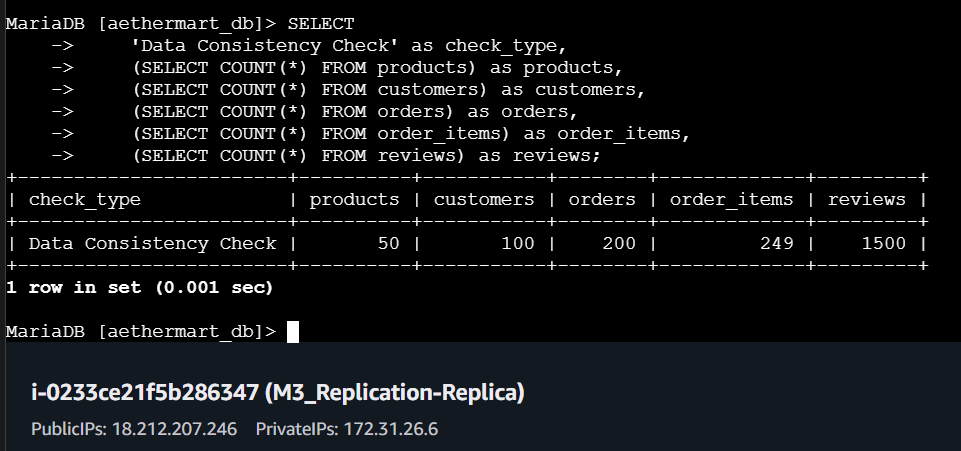 MariaDB [aethermart_db]> SELECT
    ->     'Data Consistency Check' as check_type,
    ->     (SELECT COUNT(*) FROM products) as products,
    ->     (SELECT COUNT(*) FROM customers) as customers,
    ->     (SELECT COUNT(*) FROM orders) as orders,
    ->     (SELECT COUNT(*) FROM order_items) as order_items,
    ->     (SELECT COUNT(*) FROM reviews) as reviews;
+------------------------+----------+-----------+--------+-------------+---------+
| check_type             | products | customers | orders | order_items | reviews |
+------------------------+----------+-----------+--------+-------------+---------+
| Data Consistency Check |       50 |       100 |    200 |         249 |    1500 |
+------------------------+----------+-----------+--------+-------------+---------+
1 row in set (0.001 sec)
MariaDB [aethermart_db]>
i-0233ce21f5b286347 (M3_Replication-Replica)
PublicIPs: 18.212.207.246 PrivateIPs: 172.31.26.6